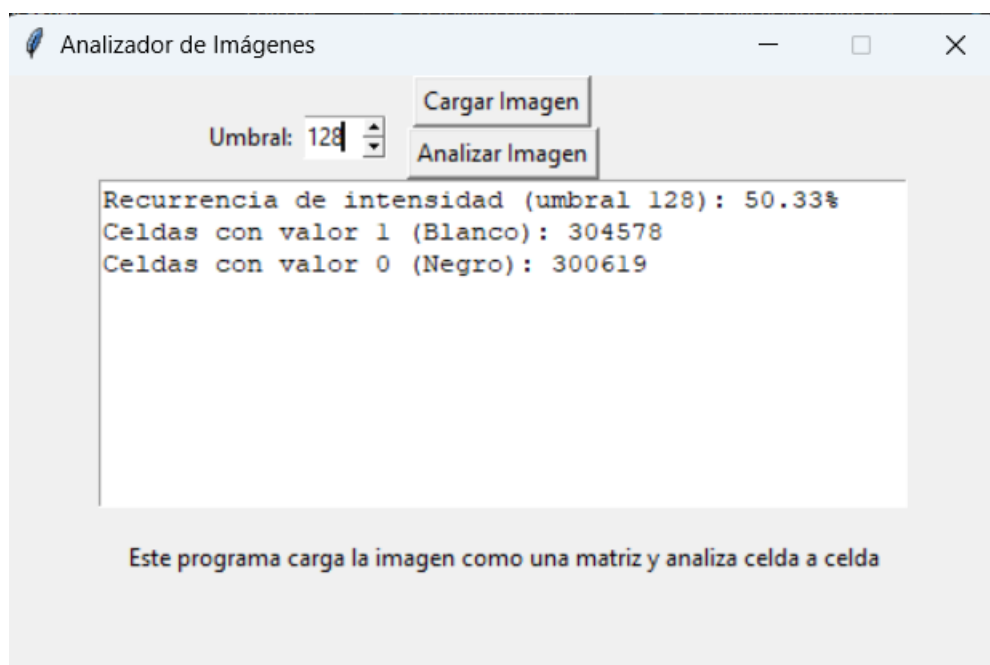 Analizador de Imágenes
Cargar Imagen
Umbral: 128
Analizar Imagen
Recurrencia de intensidad (umbral 128): 50.33%
Celdas con valor 1 (Blanco): 304578
Celdas con valor 0 (Negro): 300619
Este programa carga la imagen como una matriz y analiza celda a celda